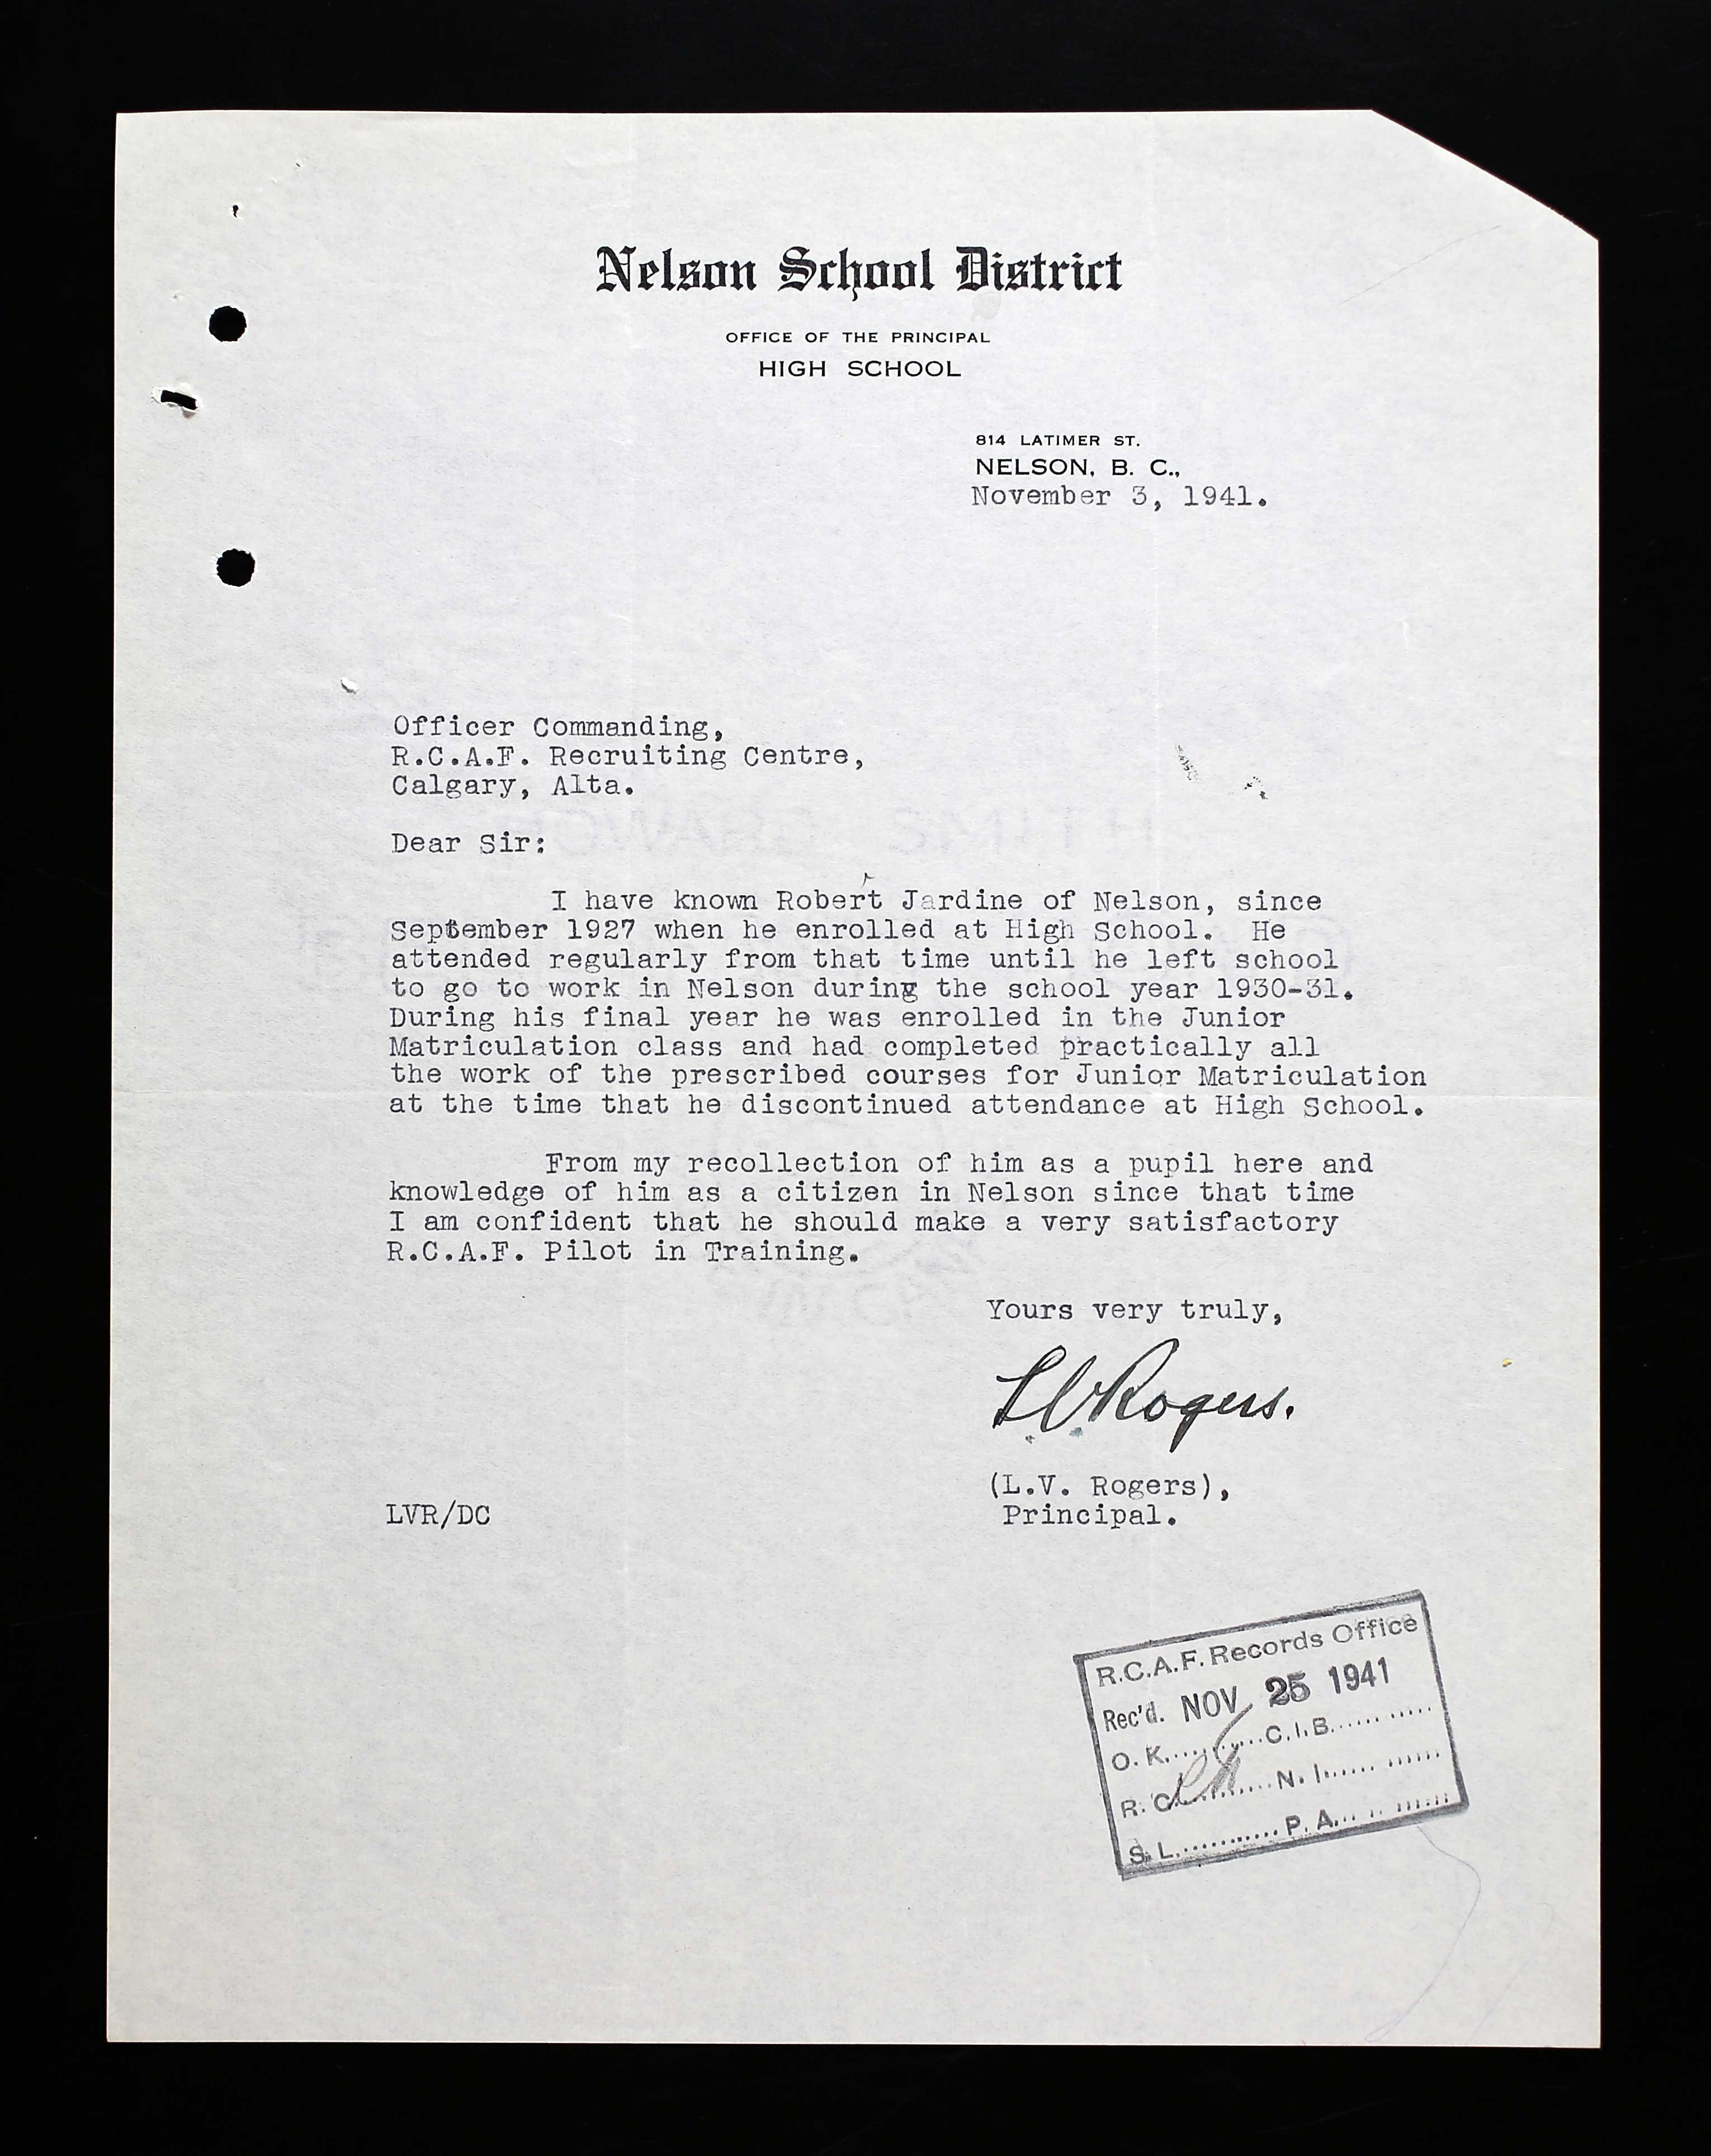 Nelson School District
OFFICE OF THE PRINCIPAL
HIGH SCHOOL
814 LATIMER ST.
NELSON, B. C.,
November 3, 1941.
Officer Commanding,
R.C.A.F. Recruiting Centre,
Calgary, Alta.
Dear Sir:
I have known Robert Jardine of Nelson, since
September 1927 when he enrolled at High School. He
attended regularly from that time until he left school
to go to work in Nelson during the school year 1930-31.
During his final year he was enrolled in the Junior
Matriculation class and had completed practically all
the work of the prescribed courses for Junior Matriculation
at the time that he discontinued attendance at High School.
From my recollection of him as a pupil here and
knowledge of him as a citizen in Nelson since that time
I am confident that he should make a very satisfactory
R.C.A.F. Pilot in Training.
Yours very truly,
LVRogers.
(L.V. Rogers),
Principal.
LVR/DC
R.C.A.F. Records Office
Rec'd. NOV 25 1941
O. K. .......... C. I. B. ..........
R. C. .......... N. I. ..........
S. L. .......... P. A. ..........